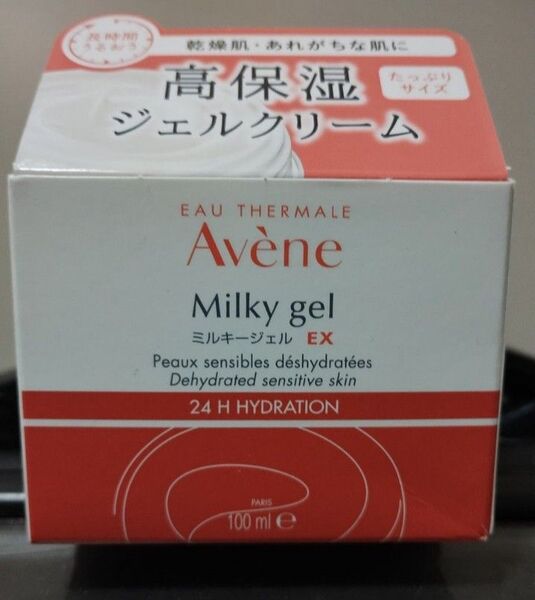 長時間
うるおう
乾燥肌・あれがちな肌に
高保湿
ジェルクリーム
たっぷり
サイズ
EAU THERMALE
Avène
Milky gel
ミルキージェル EX
Peaux sensibles déshydratées
Dehydrated sensitive skin
24 H HYDRATION
PARIS
100 ml e